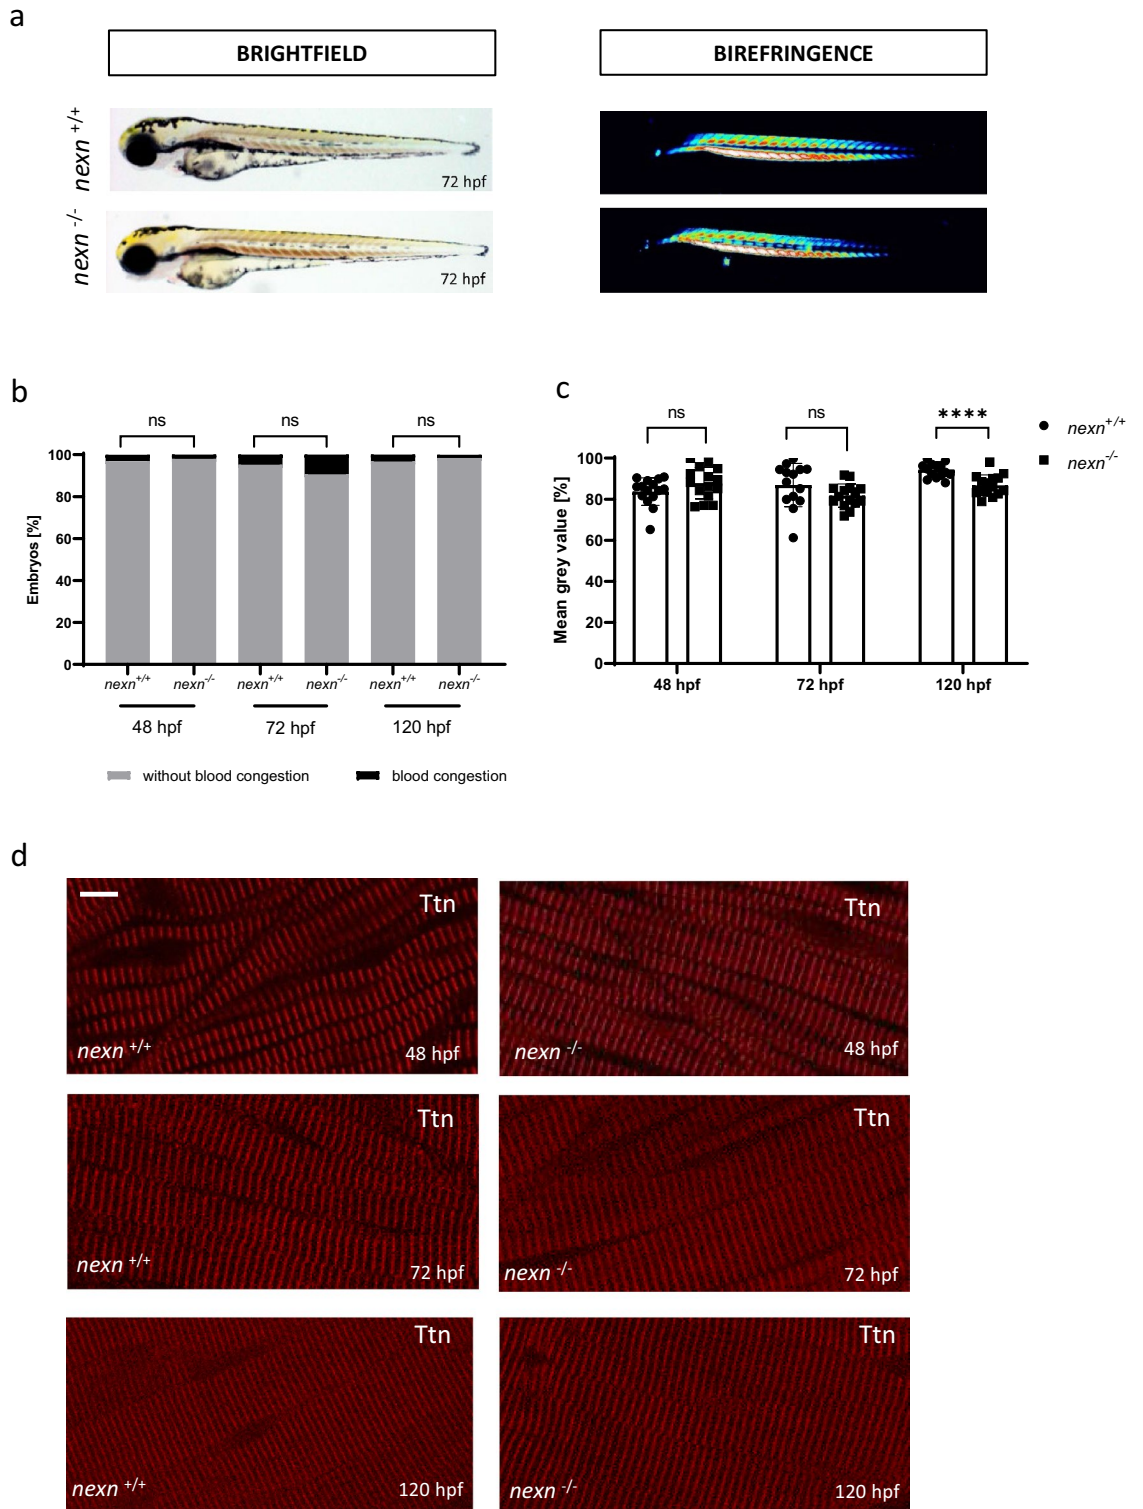 a
BRIGHTFIELD
BIREFRINGENCE
nexn +/+
72 hpf
nexn -/-
72 hpf
b
ns
ns
ns
Embryos [%]
100
80
60
40
20
0
nexn+/+
nexn-/-
nexn+/+
nexn-/-
nexn+/+
nexn-/-
48 hpf
72 hpf
120 hpf
without blood congestion
blood congestion
c
ns
ns
****
nexn+/+
nexn-/-
Mean grey value [%]
100
80
60
40
20
0
48 hpf
72 hpf
120 hpf
d
Ttn
nexn +/+
48 hpf
Ttn
nexn -/-
48 hpf
Ttn
nexn +/+
72 hpf
Ttn
nexn -/-
72 hpf
Ttn
nexn +/+
120 hpf
Ttn
nexn -/-
120 hpf